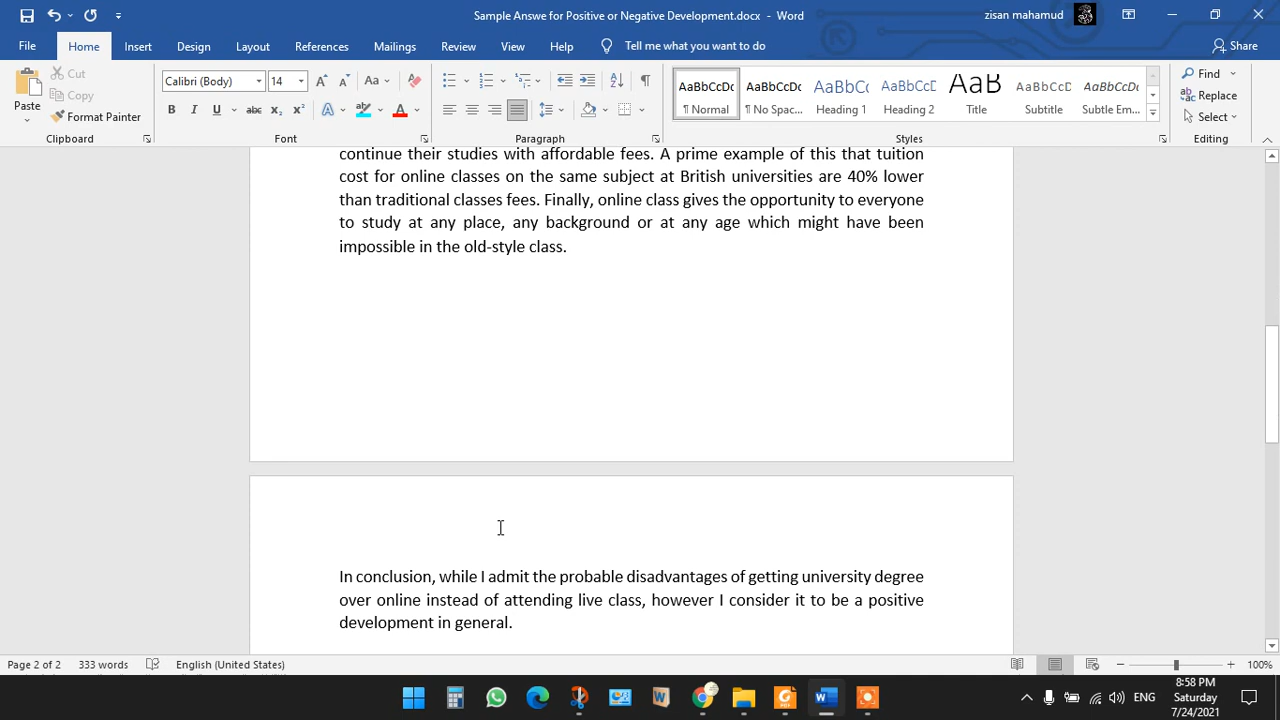 Sample Answe for Positive or Negative Development.docx - Word
zisan mahamud
File Home Insert Design Layout References Mailings Review View Help Tell me what you want to do Share
Paste
Cut
Copy
Format Painter
Clipboard
Calibri (Body) 14
Font
Paragraph
AaBbCcDc AaBbCcDc AaBbC AaBbCcD AaB AaBbCcD AaBbCcD
¶ Normal ¶ No Spac... Heading 1 Heading 2 Title Subtitle Subtle Em...
Styles
Find
Replace
Select
Editing
continue their studies with affordable fees. A prime example of this that tuition
cost for online classes on the same subject at British universities are 40% lower
than traditional classes fees. Finally, online class gives the opportunity to everyone
to study at any place, any background or at any age which might have been
impossible in the old-style class.
In conclusion, while I admit the probable disadvantages of getting university degree
over online instead of attending live class, however I consider it to be a positive
development in general.
Page 2 of 2 333 words English (United States) 100%
ENG
8:58 PM
Saturday
7/24/2021